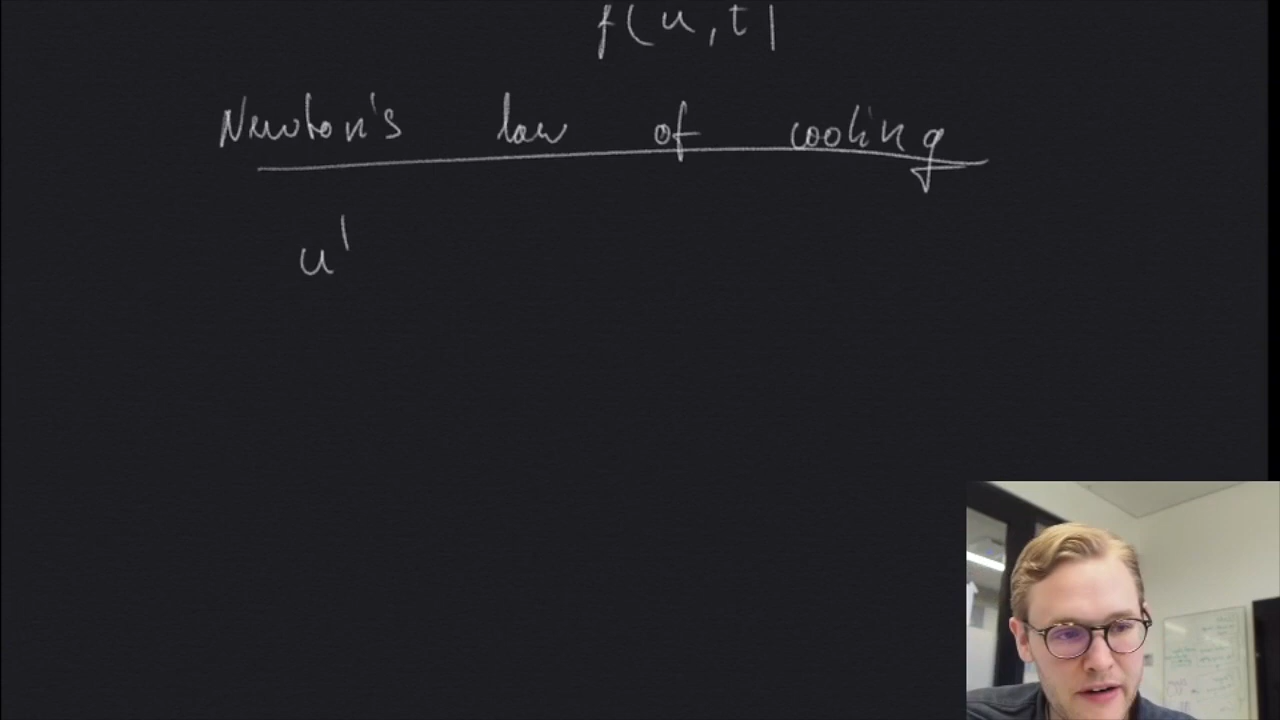 f(u,t)
Newton's law of cooling
u'